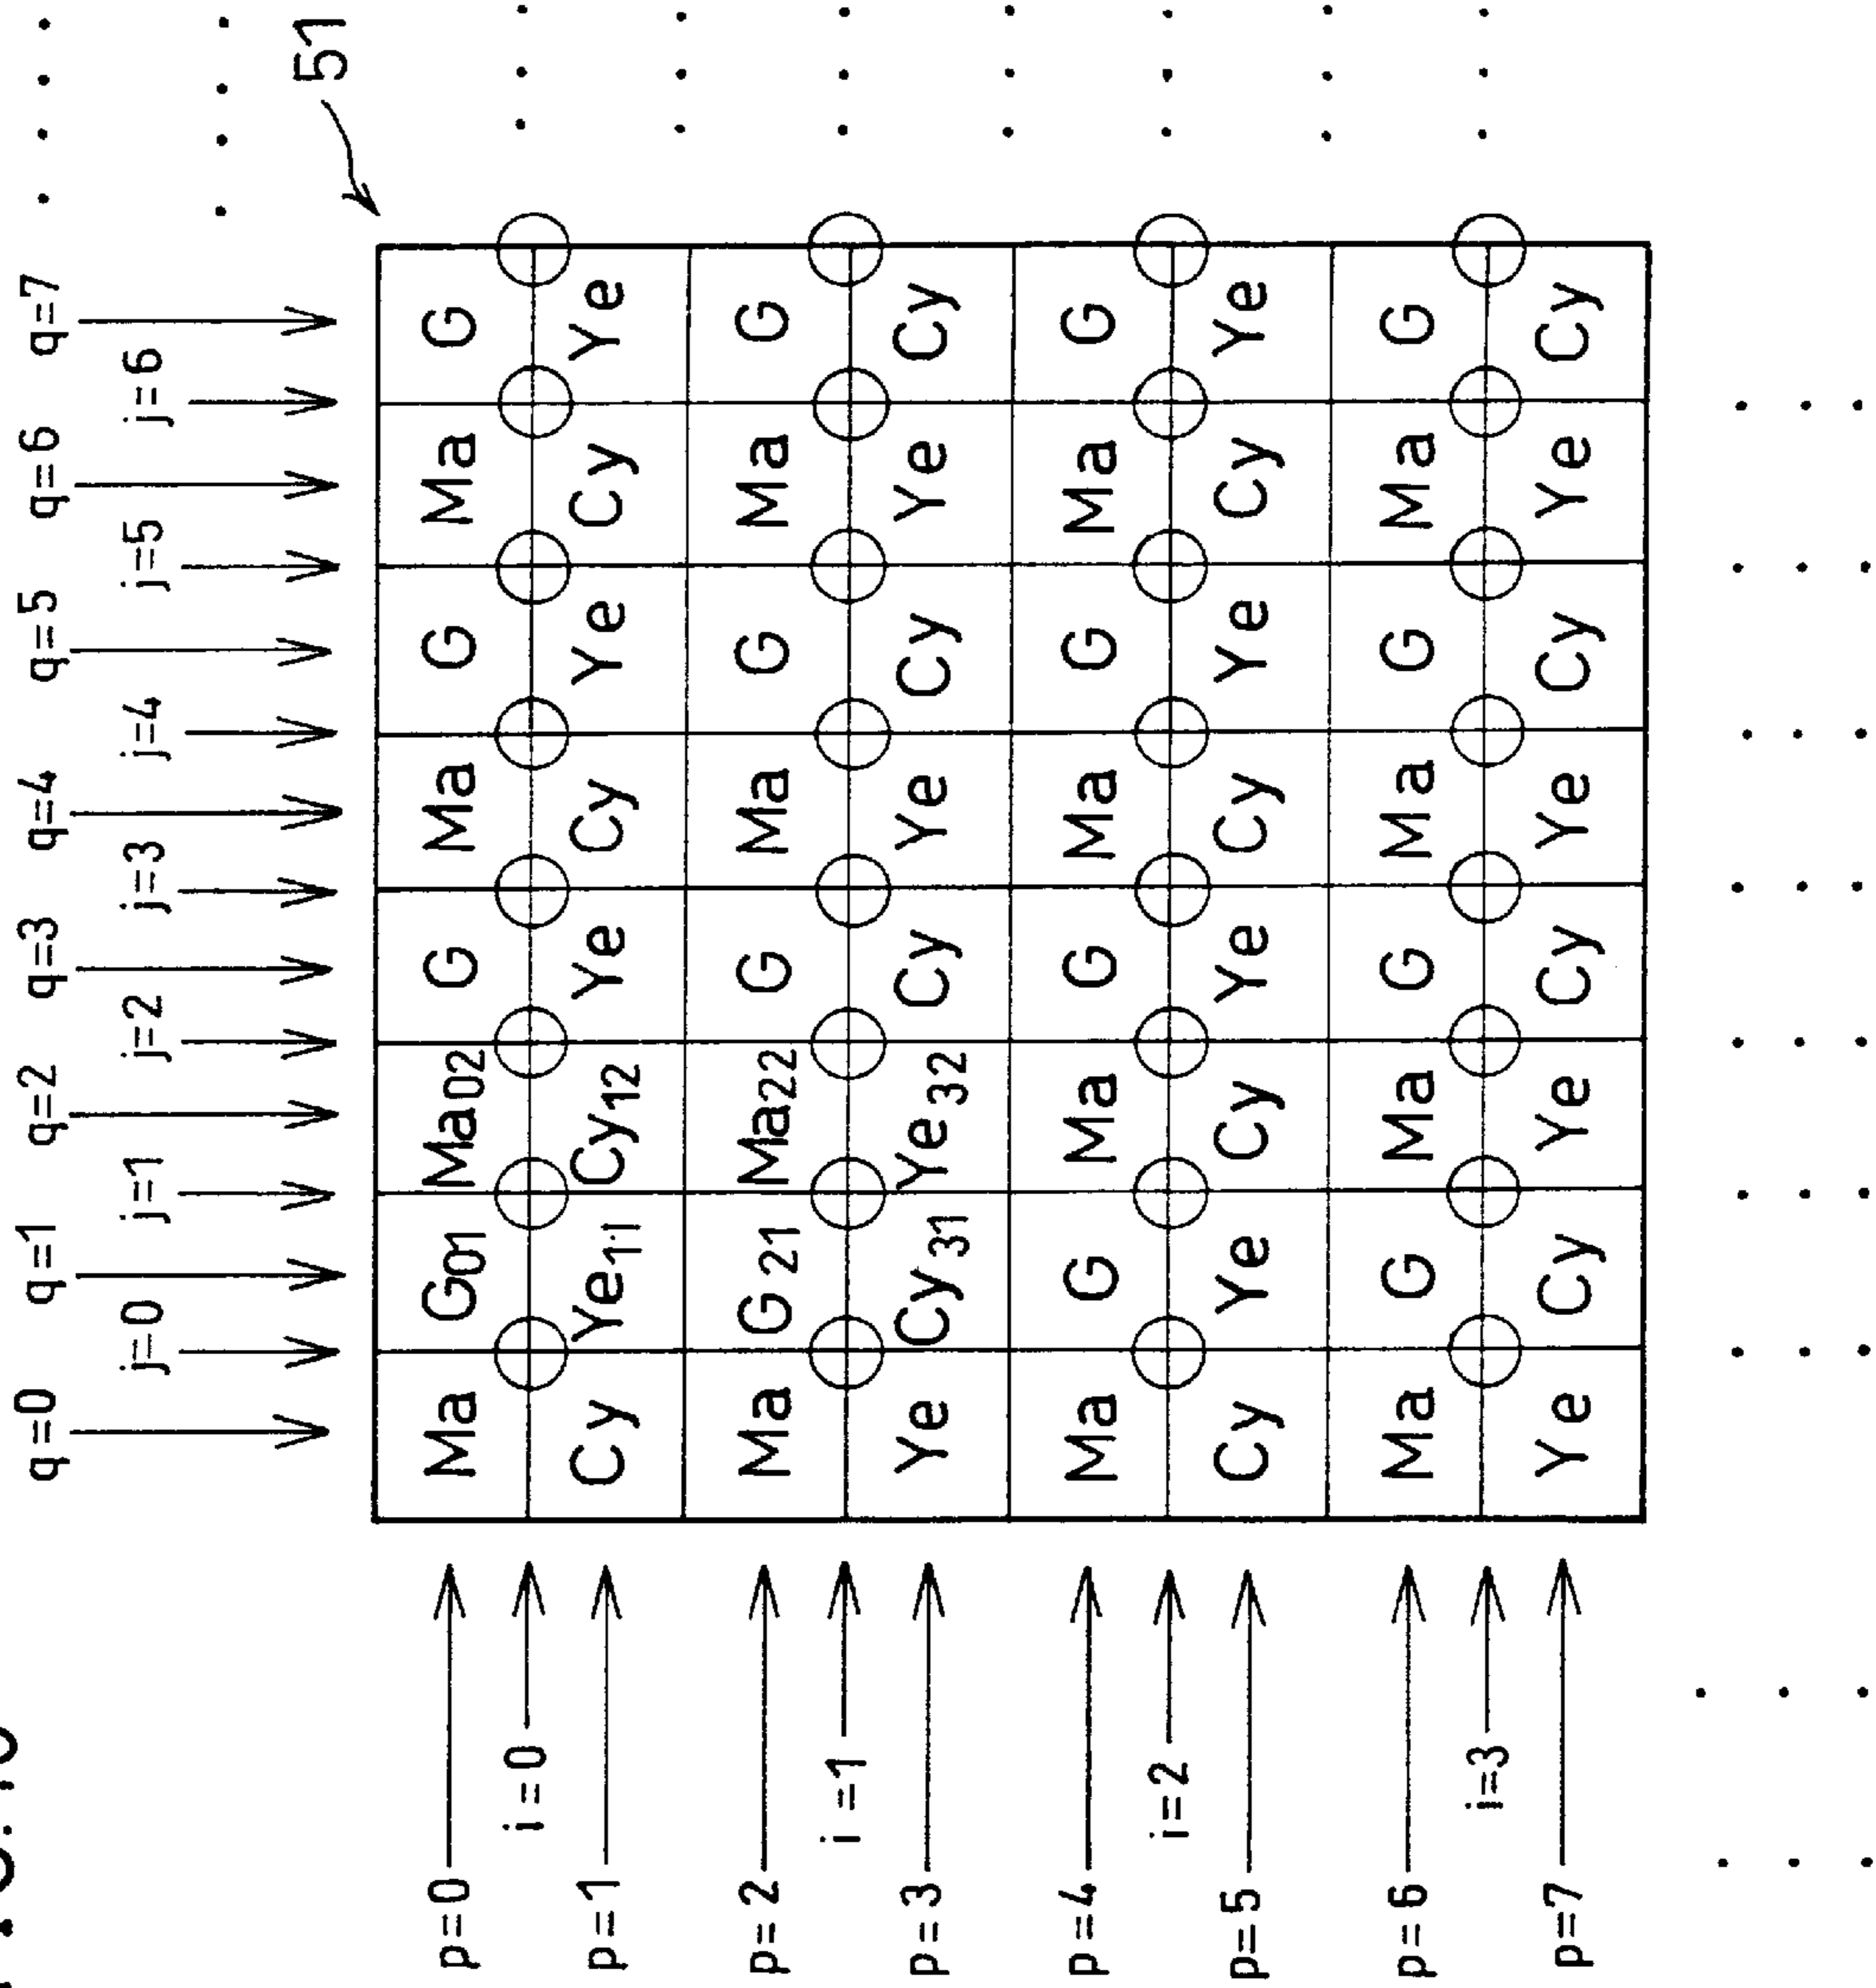 q=0 q=1 q=2 q=3 q=4 q=5 q=6 q=7
j=0 j=1 j=2 j=3 j=4 j=5 j=6
51
p=0 Ma G01 Ma02 G Ma G Ma G
i=0
p=1 Cy Ye11 Cy12 Ye Cy Ye Cy Ye
p=2 Ma G21 Ma22 G Ma G Ma G
i=1
p=3 Ye Cy31 Ye32 Cy Ye Cy Ye Cy
p=4 Ma G Ma G Ma G Ma G
i=2
p=5 Cy Ye Cy Ye Cy Ye Cy Ye
p=6 Ma G Ma G Ma G Ma G
i=3
p=7 Ye Cy Ye Cy Ye Cy Ye Cy